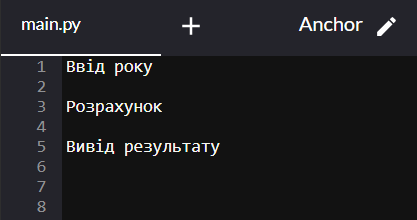 main.py + Anchor
1 Ввід року
2
3 Розрахунок
4
5 Вивід результату
6
7
8